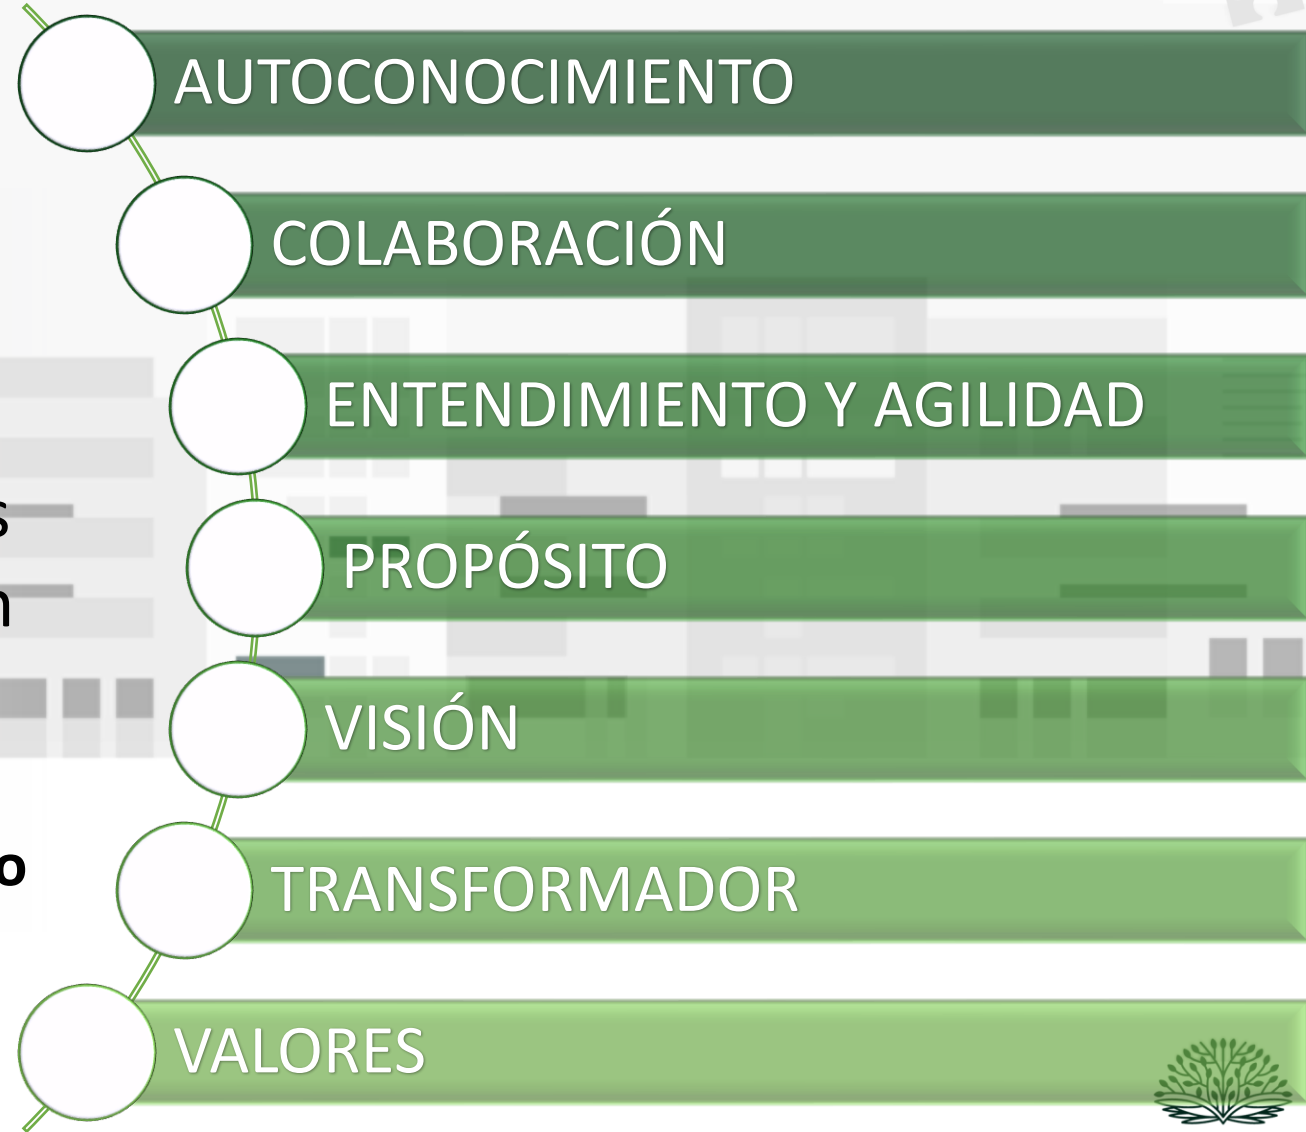 AUTOCONOCIMIENTO
COLABORACIÓN
ENTENDIMIENTO Y AGILIDAD
PROPÓSITO
VISIÓN
TRANSFORMADOR
VALORES